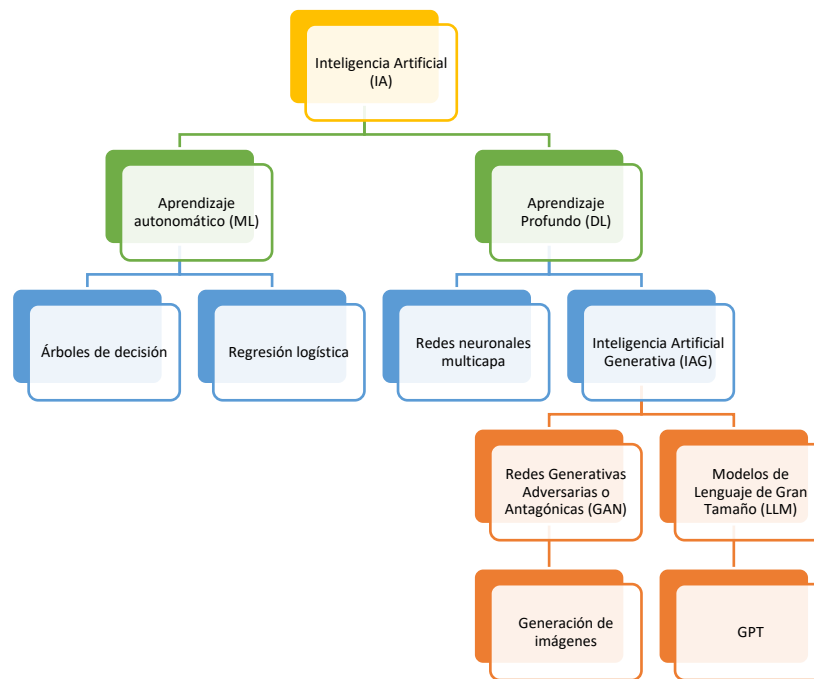 Inteligencia Artificial
(IA)
Aprendizaje
autonomático (ML)
Aprendizaje
Profundo (DL)
Árboles de decisión
Regresión logística
Redes neuronales
multicapa
Inteligencia Artificial
Generativa (IAG)
Redes Generativas
Adversarias o
Antagónicas (GAN)
Modelos de
Lenguaje de Gran
Tamaño (LLM)
Generación de
imágenes
GPT